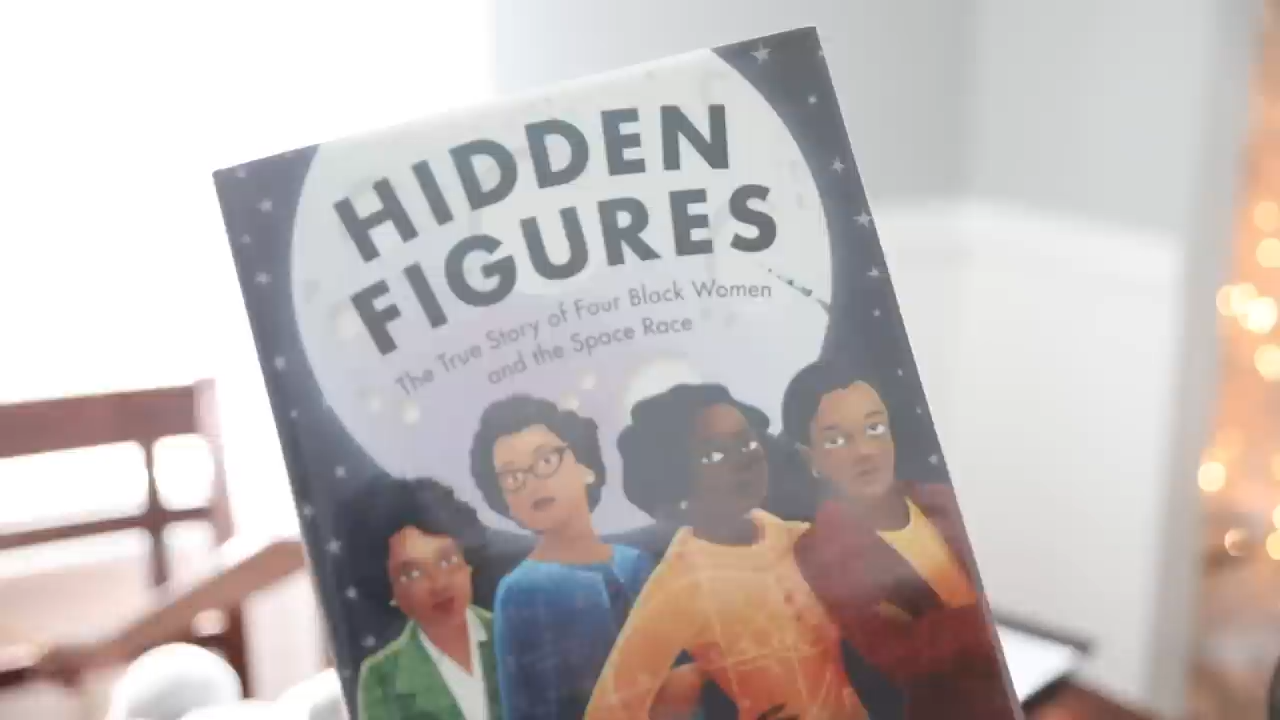 HIDDEN
FIGURES
The True Story of Four Black Women
and the Space Race